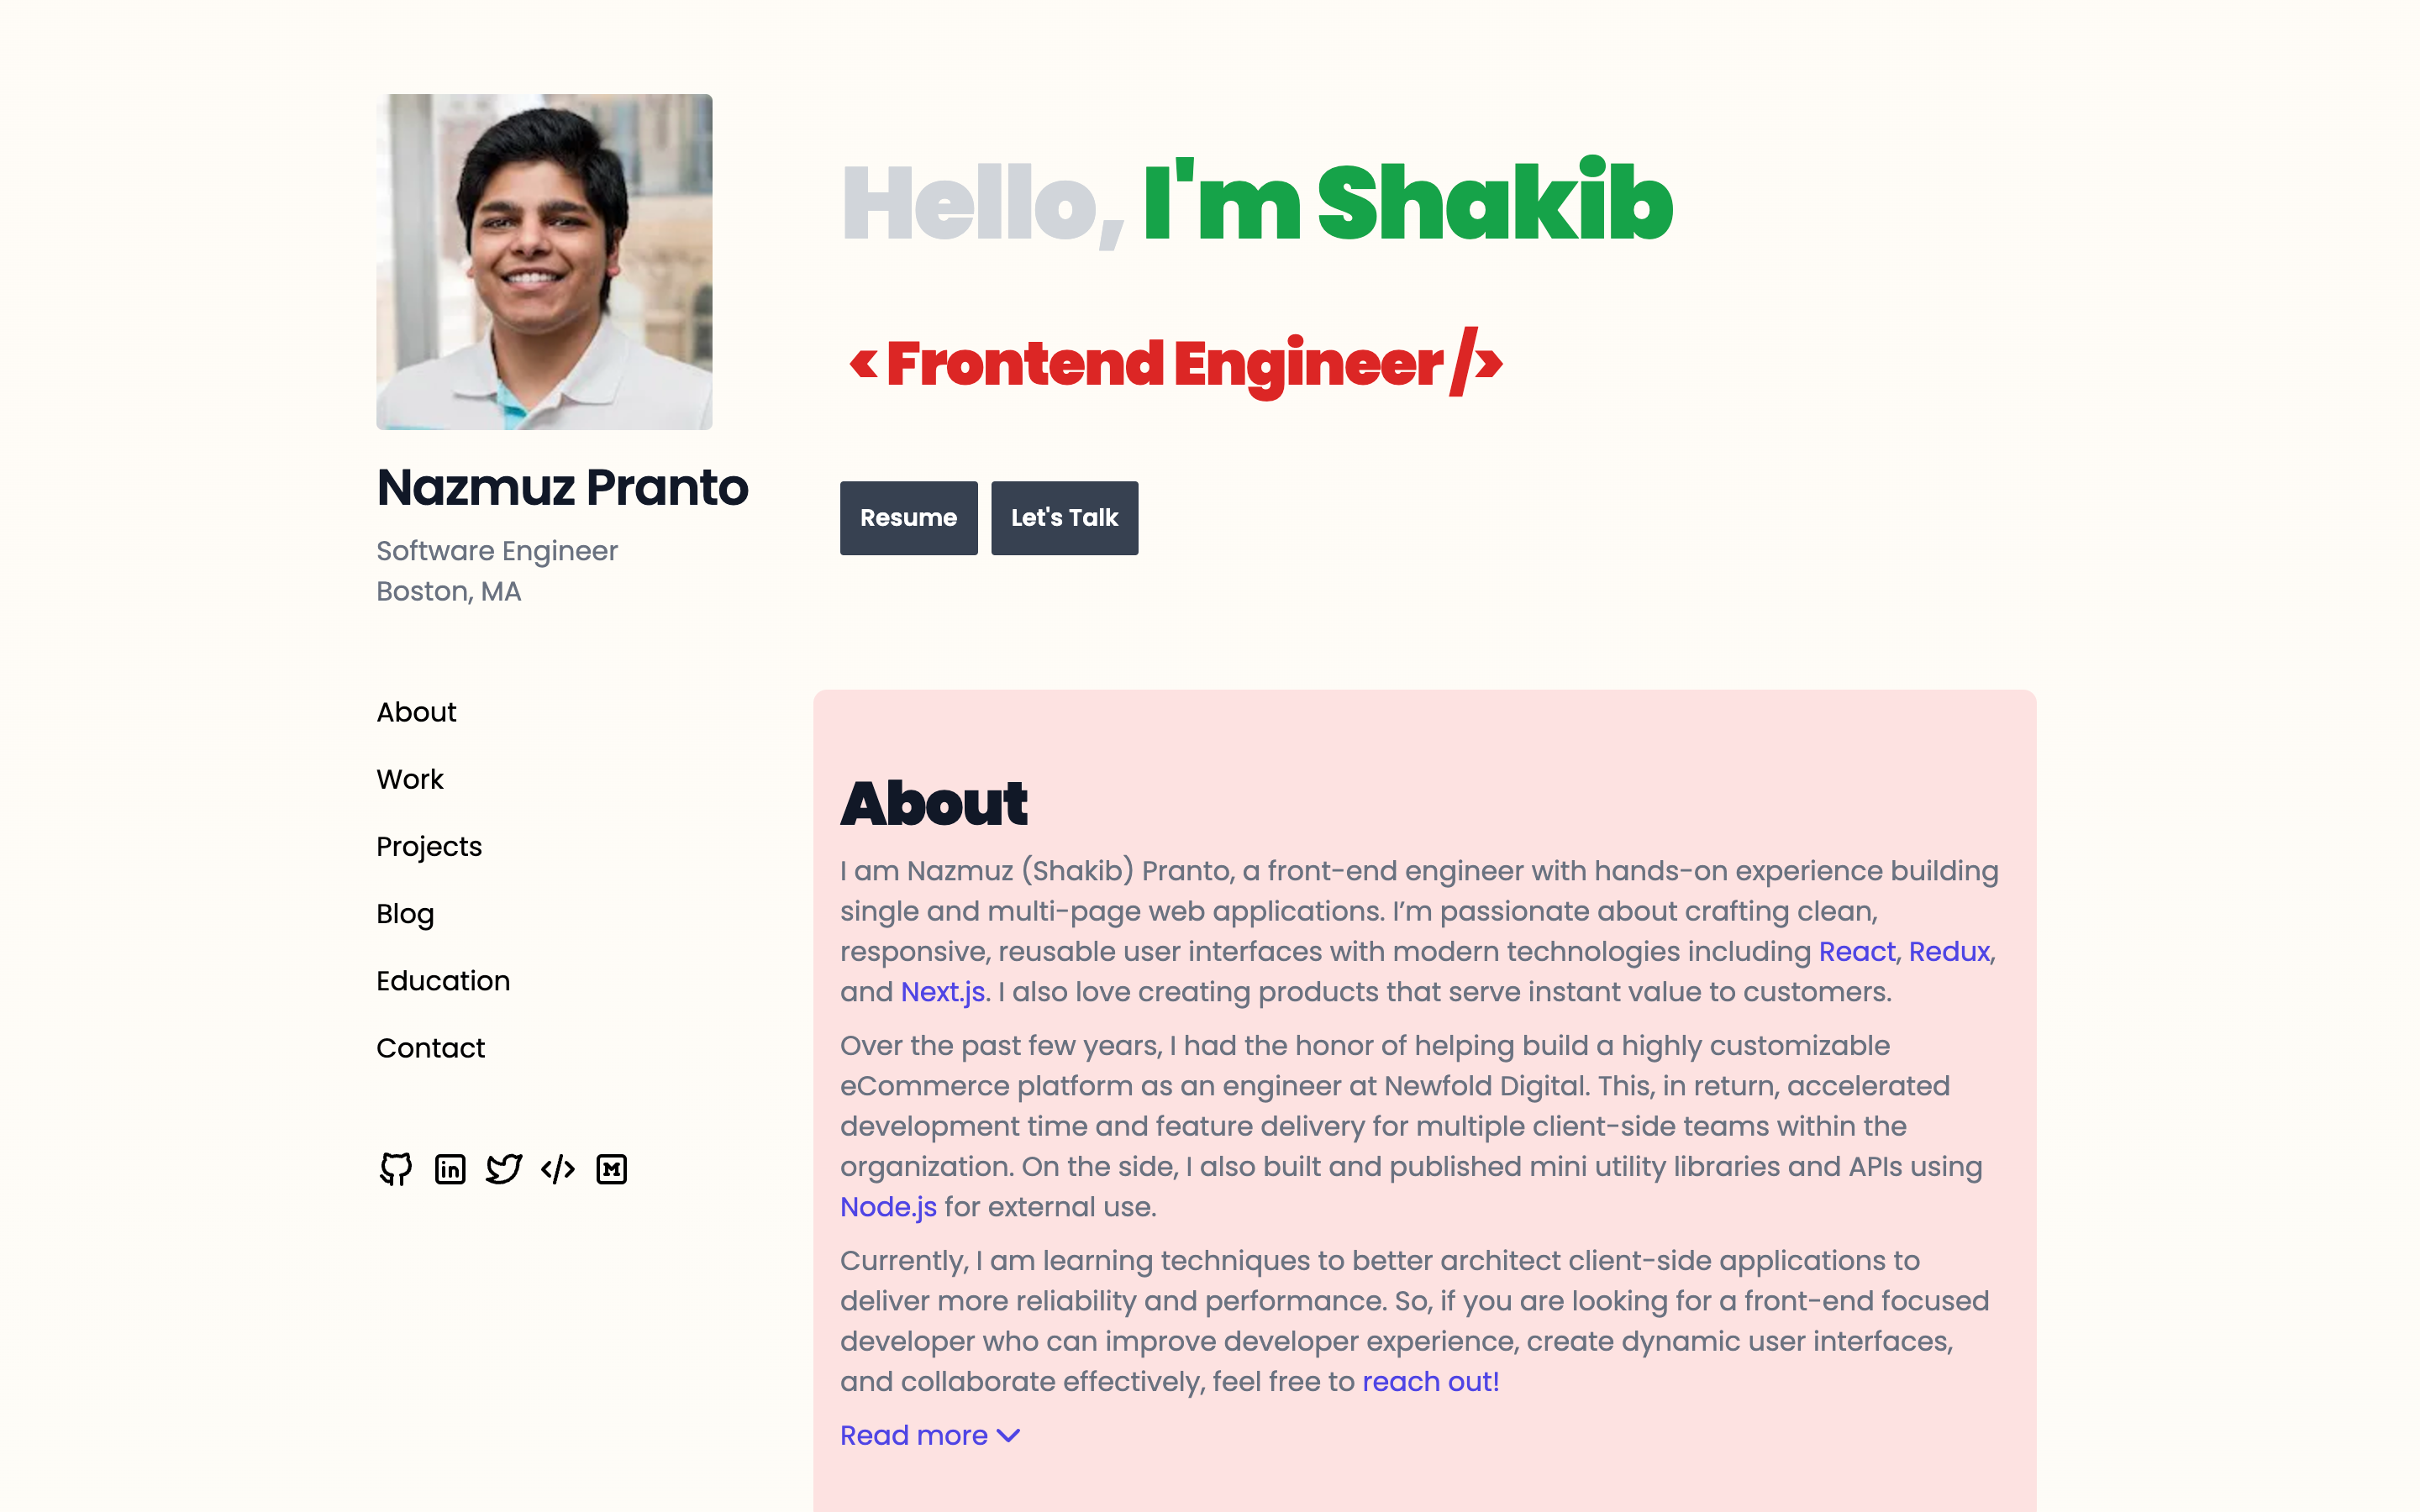 Nazmuz Pranto
Software Engineer
Boston, MA
About
Work
Projects
Blog
Education
Contact
Hello, I'm Shakib
<Frontend Engineer/>
Resume
Let's Talk
About
I am Nazmuz (Shakib) Pranto, a front-end engineer with hands-on experience building
single and multi-page web applications. I’m passionate about crafting clean,
responsive, reusable user interfaces with modern technologies including React, Redux,
and Next.js. I also love creating products that serve instant value to customers.
Over the past few years, I had the honor of helping build a highly customizable
eCommerce platform as an engineer at Newfold Digital. This, in return, accelerated
development time and feature delivery for multiple client-side teams within the
organization. On the side, I also built and published mini utility libraries and APIs using
Node.js for external use.
Currently, I am learning techniques to better architect client-side applications to
deliver more reliability and performance. So, if you are looking for a front-end focused
developer who can improve developer experience, create dynamic user interfaces,
and collaborate effectively, feel free to reach out!
Read more